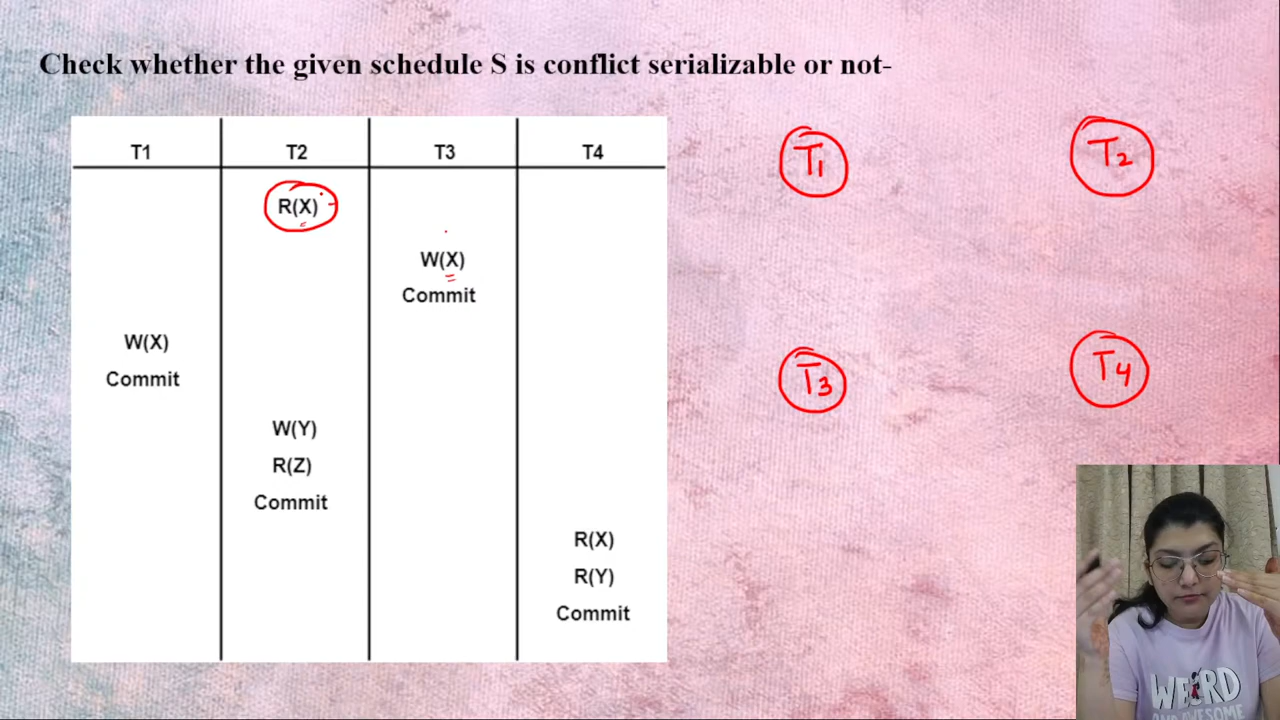 Check whether the given schedule S is conflict serializable or not-
T1 T2 T3 T4
R(X)
W(X)
Commit
W(X)
Commit
W(Y)
R(Z)
Commit
R(X)
R(Y)
Commit
T1 T2
T3 T4
WEIRD
AWESOME